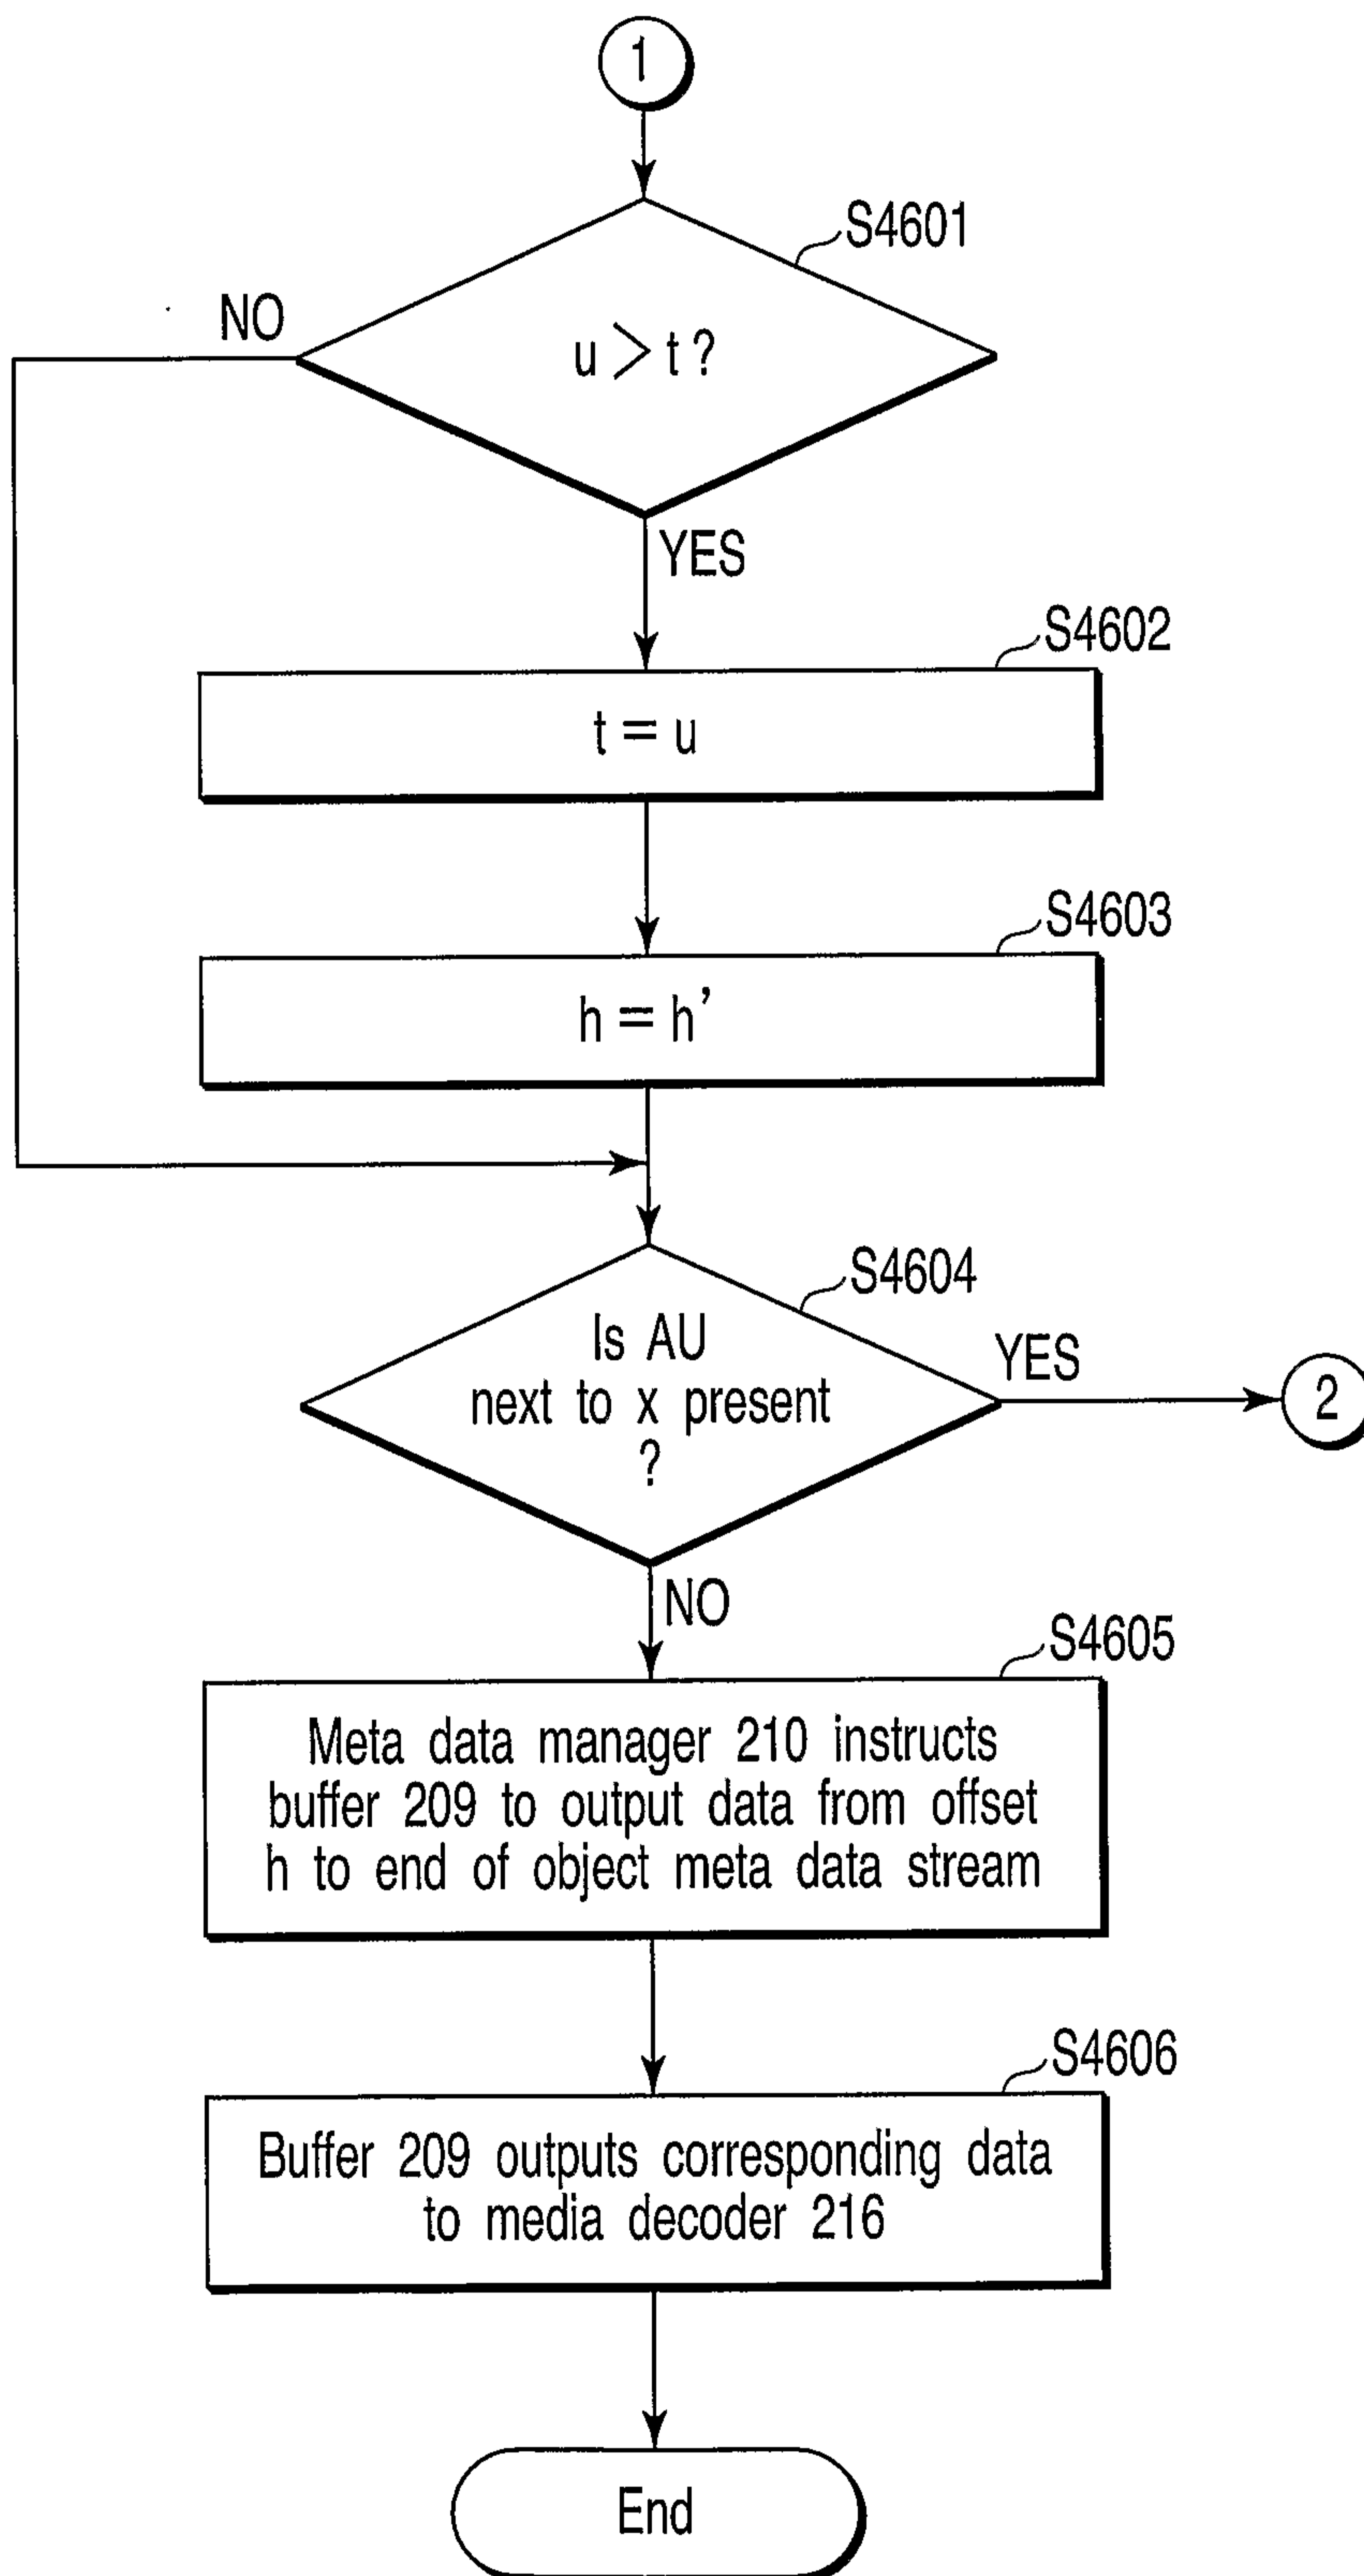 1
S4601
NO
u > t ?
YES
S4602
t = u
S4603
h = h’
S4604
Is AU
next to x present
?
YES
2
NO
S4605
Meta data manager 210 instructs
buffer 209 to output data from offset
h to end of object meta data stream
S4606
Buffer 209 outputs corresponding data
to media decoder 216
End